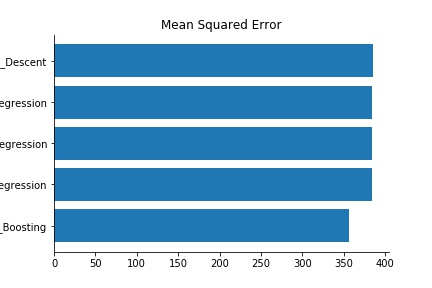 Mean Squared Error
_Descent
egression
egression
egression
_Boosting
0 50 100 150 200 250 300 350 400